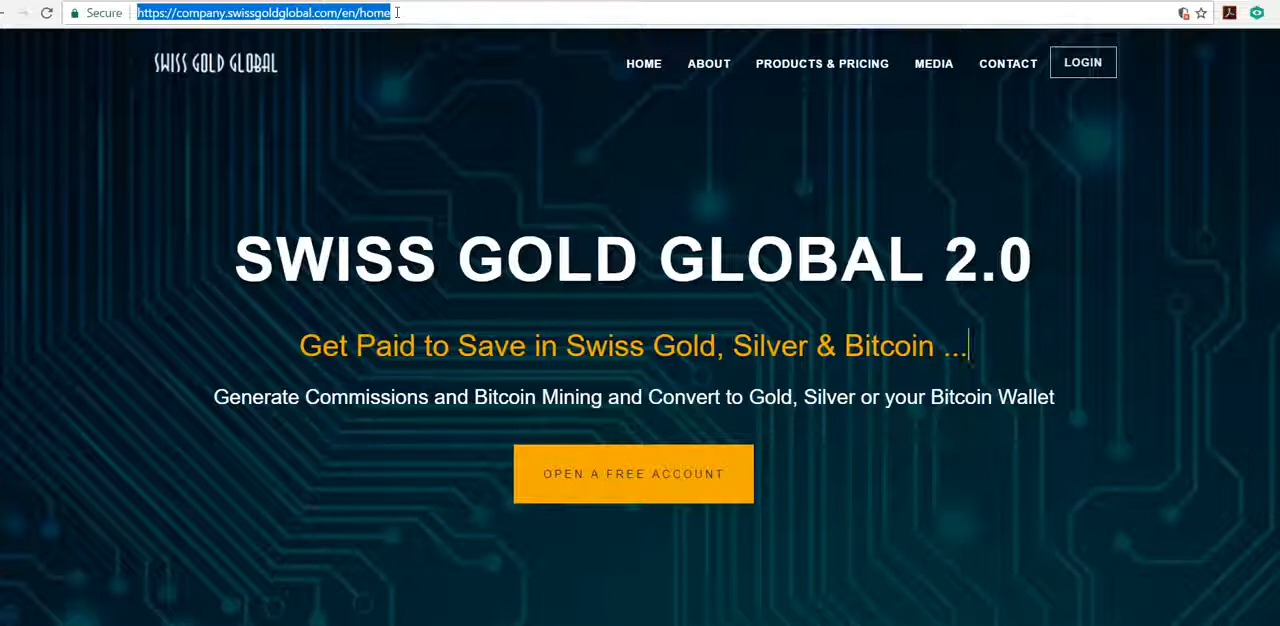 Secure https://company.swissgoldglobal.com/en/home
SWISS GOLD GLOBAL HOME ABOUT PRODUCTS & PRICING MEDIA CONTACT LOGIN
SWISS GOLD GLOBAL 2.0
Get Paid to Save in Swiss Gold, Silver & Bitcoin ...
Generate Commissions and Bitcoin Mining and Convert to Gold, Silver or your Bitcoin Wallet
OPEN A FREE ACCOUNT